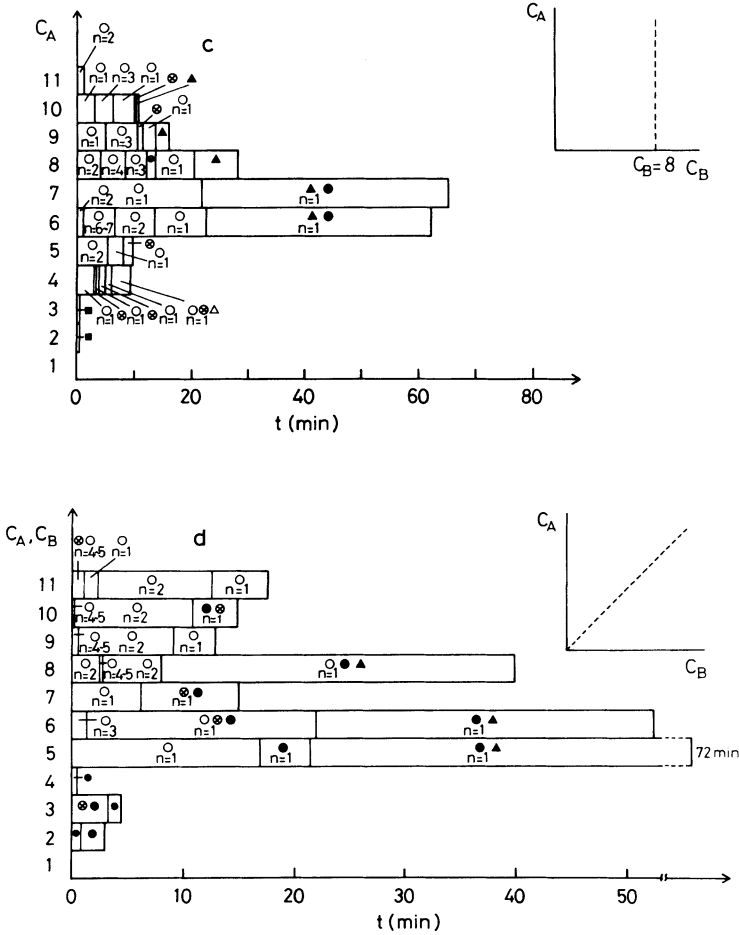 C_A
n=2
c
C_A
C_B=8 C_B
11 n=1 n=3 n=1
10 n=1
9 n=1 n=3
8 n=2 n=4 n=3 n=1
7 n=2 n=1 n=1
6 n=6-7 n=2 n=1 n=1
5 n=2 n=1
4
3 n=1 n=1 n=1 n=1
2
1
0 20 40 60 80
t (min)
C_A, C_B
n=4-5 n=1
d
C_A
C_B
11 n=2 n=1
10 n=4-5 n=2 n=1
9 n=4-5 n=2 n=1
8 n=2 n=4-5 n=2 n=1
7 n=1 n=1
6 n=3 n=1 n=1
5 n=1 n=1 n=1 72 min
4
3
2
1
0 10 20 30 40 50
t (min)